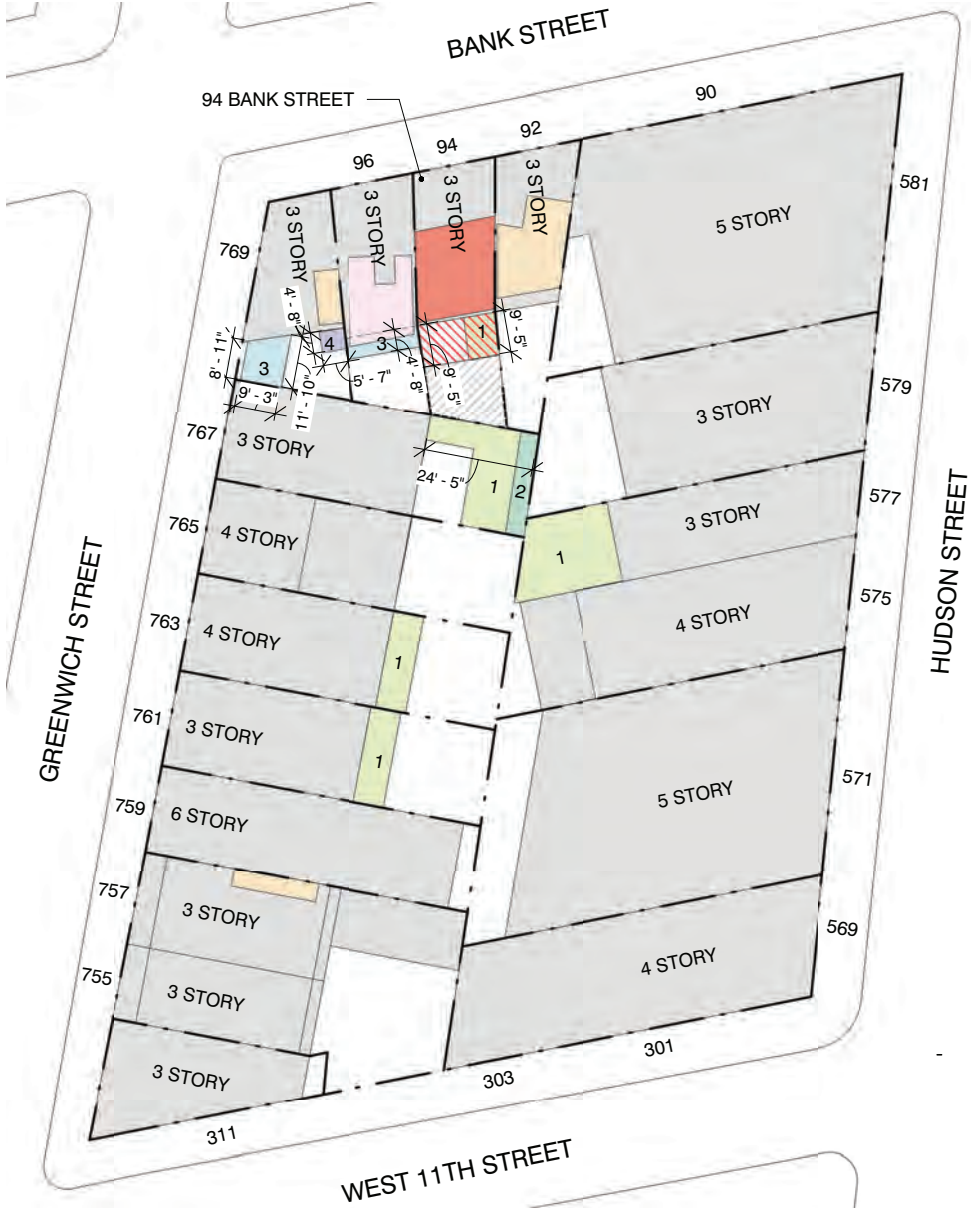 BANK STREET
94 BANK STREET
90
92
94
96
581
3 STORY
3 STORY
3 STORY
3 STORY
5 STORY
769
4' - 8"
4
3
1
9' - 5"
8' - 11"
3
9' - 3"
11' - 10"
5' - 7"
4' - 8"
9' - 5"
579
3 STORY
767
3 STORY
24' - 5"
1
2
577
3 STORY
765
4 STORY
1
575
4 STORY
763
4 STORY
1
HUDSON STREET
GREENWICH STREET
761
3 STORY
1
571
5 STORY
759
6 STORY
757
3 STORY
569
4 STORY
755
3 STORY
3 STORY
301
303
311
-
WEST 11TH STREET